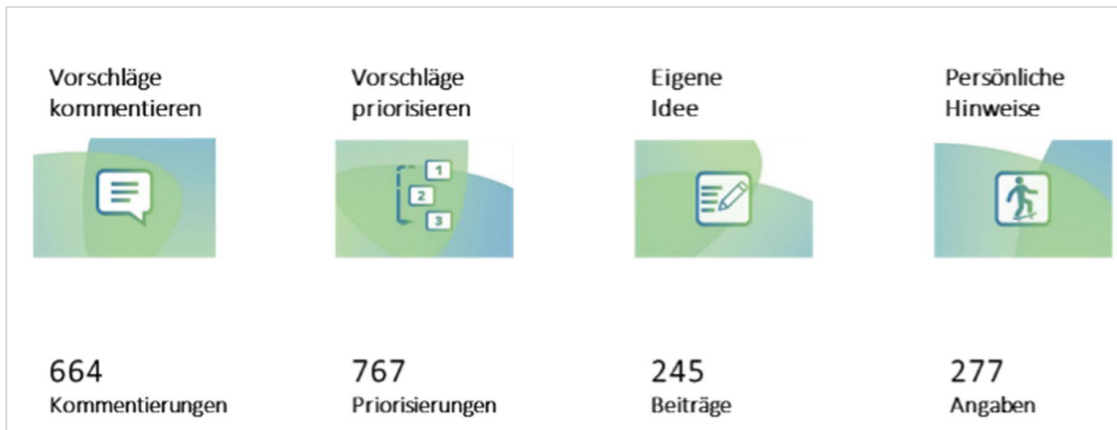 Vorschläge
kommentieren
Vorschläge
priorisieren
Eigene
Idee
Persönliche
Hinweise
1
2
3
664
Kommentierungen
767
Priorisierungen
245
Beiträge
277
Angaben